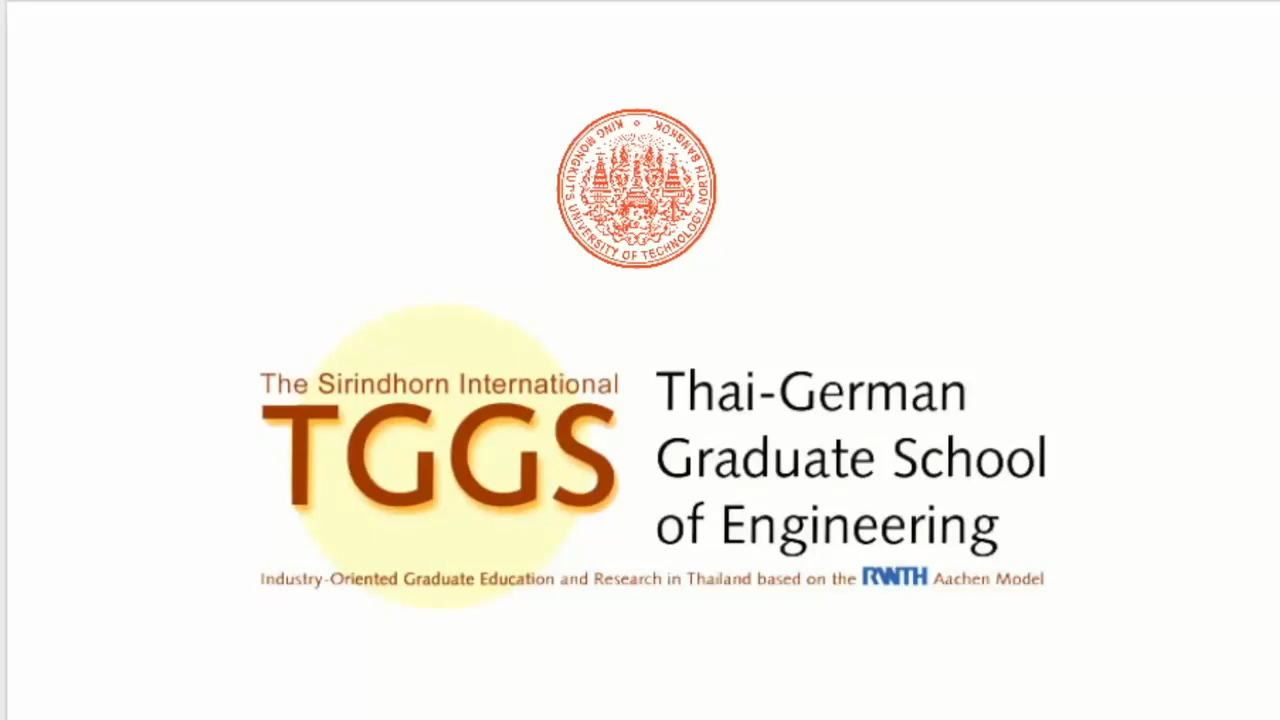 KING MONGKUT'S UNIVERSITY OF TECHNOLOGY NORTH BANGKOK
The Sirindhorn International
TGGS
Thai-German
Graduate School
of Engineering
Industry-Oriented Graduate Education and Research in Thailand based on the RWTH Aachen Model